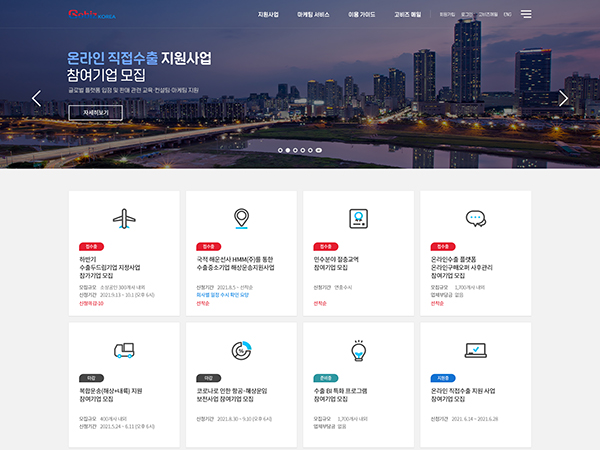 Gobiz KOREA
지원사업 마케팅 서비스 이용 가이드 고비즈 메일 회원가입 로그인 고비즈메일 ENG
온라인 직접수출 지원사업
참여기업 모집
글로벌 플랫폼 입점 및 판매 관련 교육·컨설팅·마케팅 지원
자세히보기
접수중
하반기
수출두드림기업 지정사업
참가기업 모집
모집규모 소상공인 300개사 내외
신청기간 2021.9.13 ~ 10.1 (오후 6시)
신청마감-10
접수중
국적 해운선사 HMM(주)를 통한
수출중소기업 해상운송지원사업
신청기간 2021.8.5 ~ 선착순
회사별 일정 수시 확인 요망
선착순
접수중
민수분야 절충교역
참여기업 모집
신청기간 연중수시
선착순
접수중
온라인수출 플랫폼
온라인구매오퍼 사후관리
참여기업 모집
모집규모 1,700개사 내외
업체부담금 없음
선착순
마감
복합운송(해상+내륙) 지원
참여기업 모집
모집규모 400개사 내외
신청기간 2021.5.24 ~ 6.11 (오후 6시)
마감
코로나로 인한 항공·해상운임
보전사업 참여기업 모집
신청기간 2021.8.30 ~ 9.10 (오후 6시)
준비중
수출 BI 특화 프로그램
참여기업 모집
모집규모 1,700개사 내외
업체부담금 없음
지원중
온라인 직접수출 지원 사업
참여기업 모집
신청기간 2021. 6.14 ~ 2021.6.28